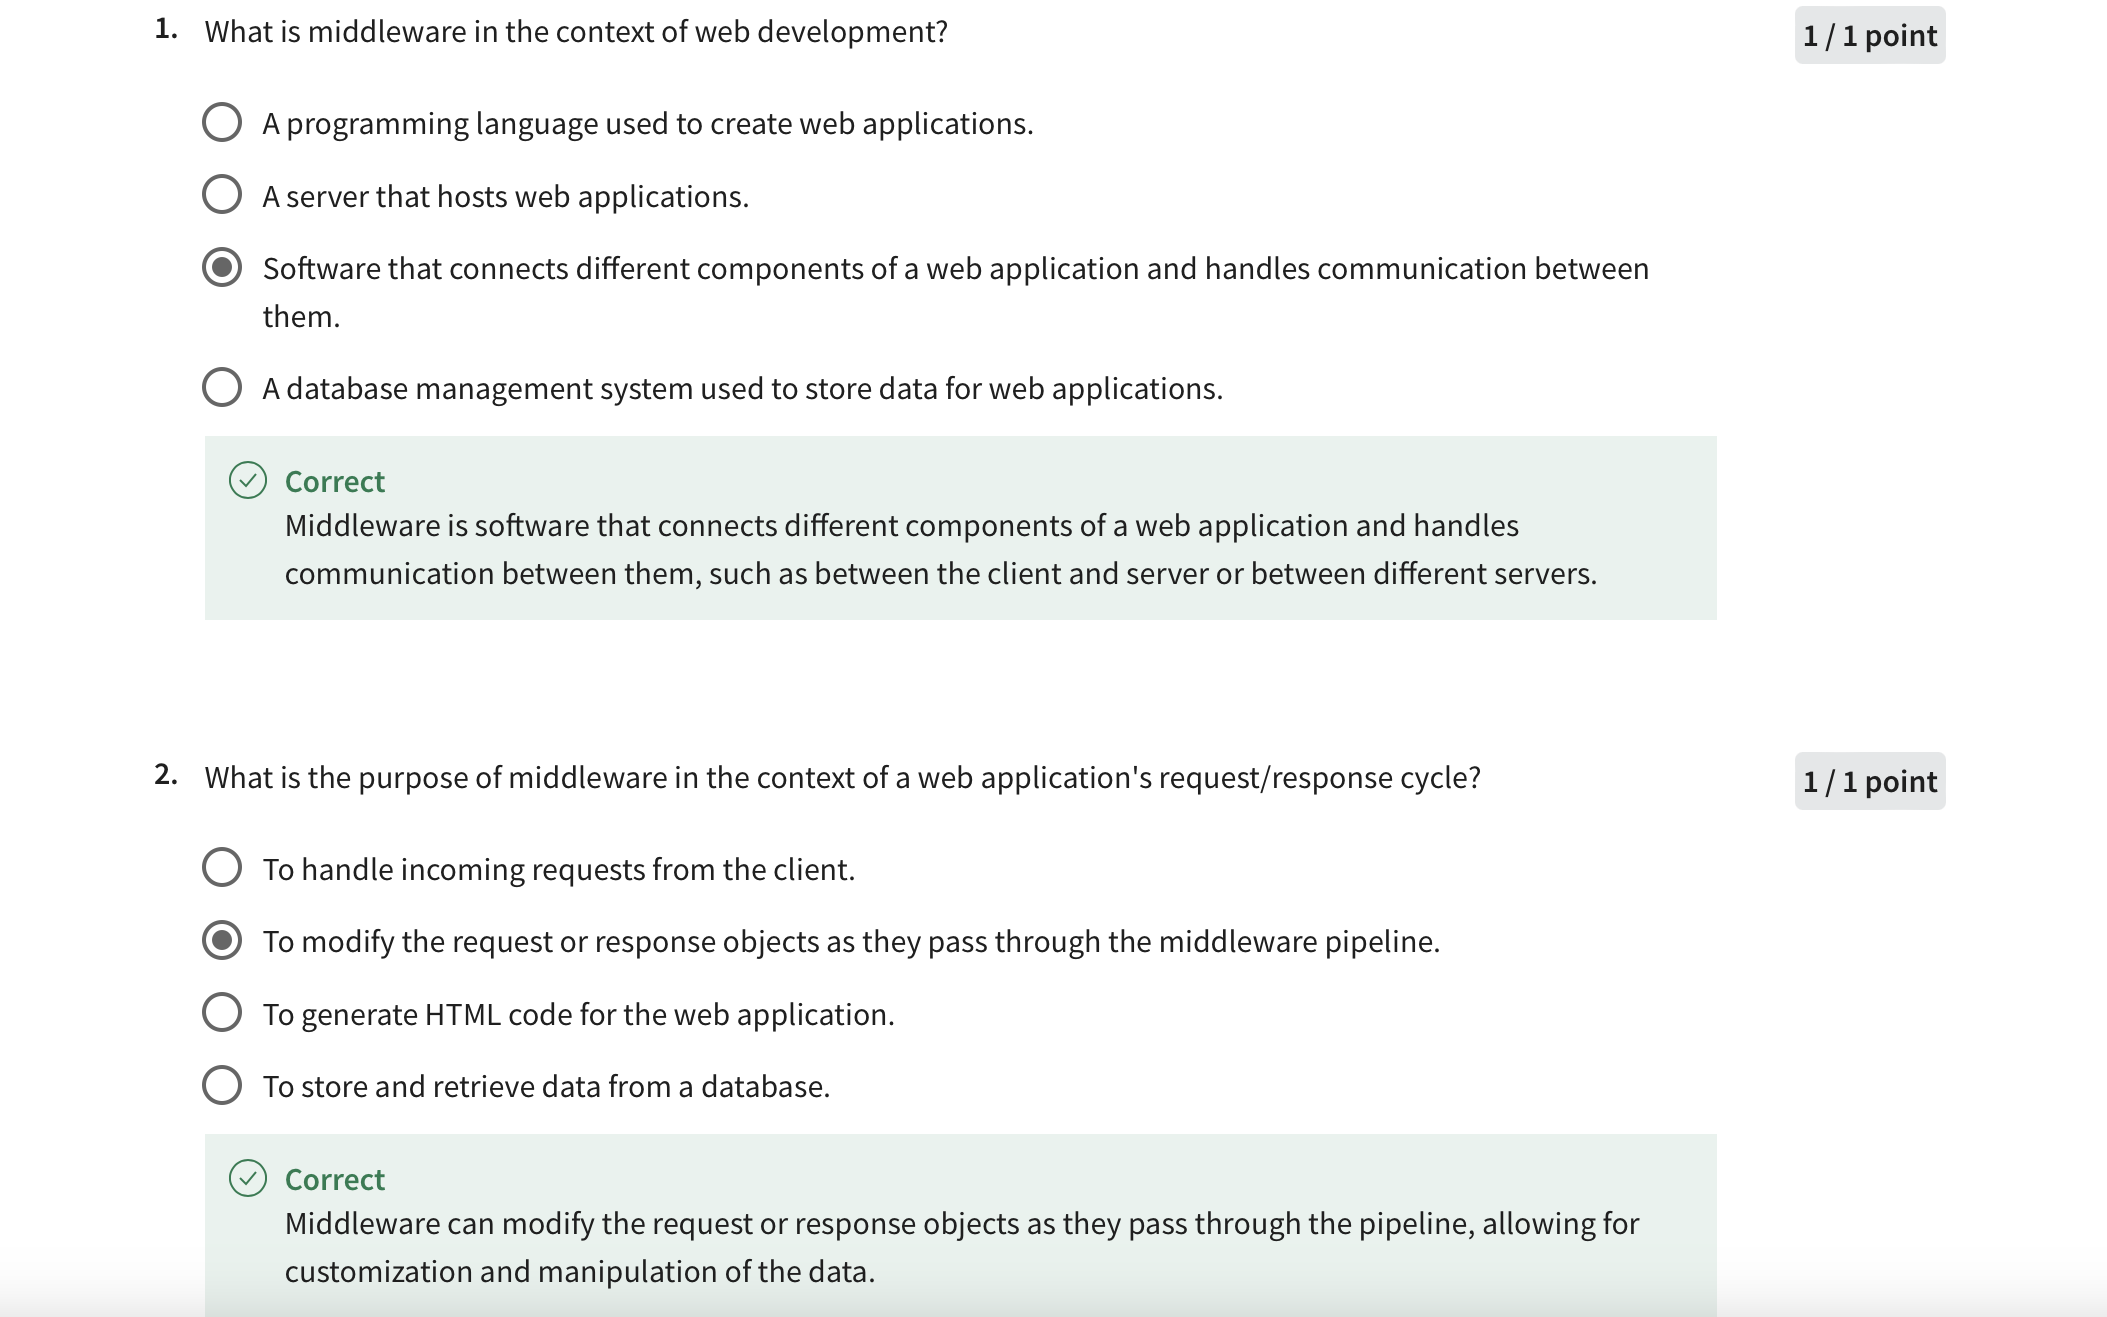 1. What is middleware in the context of web development?
1 / 1 point
A programming language used to create web applications.
A server that hosts web applications.
Software that connects different components of a web application and handles communication between
them.
A database management system used to store data for web applications.
Correct
Middleware is software that connects different components of a web application and handles
communication between them, such as between the client and server or between different servers.
2. What is the purpose of middleware in the context of a web application's request/response cycle?
1 / 1 point
To handle incoming requests from the client.
To modify the request or response objects as they pass through the middleware pipeline.
To generate HTML code for the web application.
To store and retrieve data from a database.
Correct
Middleware can modify the request or response objects as they pass through the pipeline, allowing for
customization and manipulation of the data.